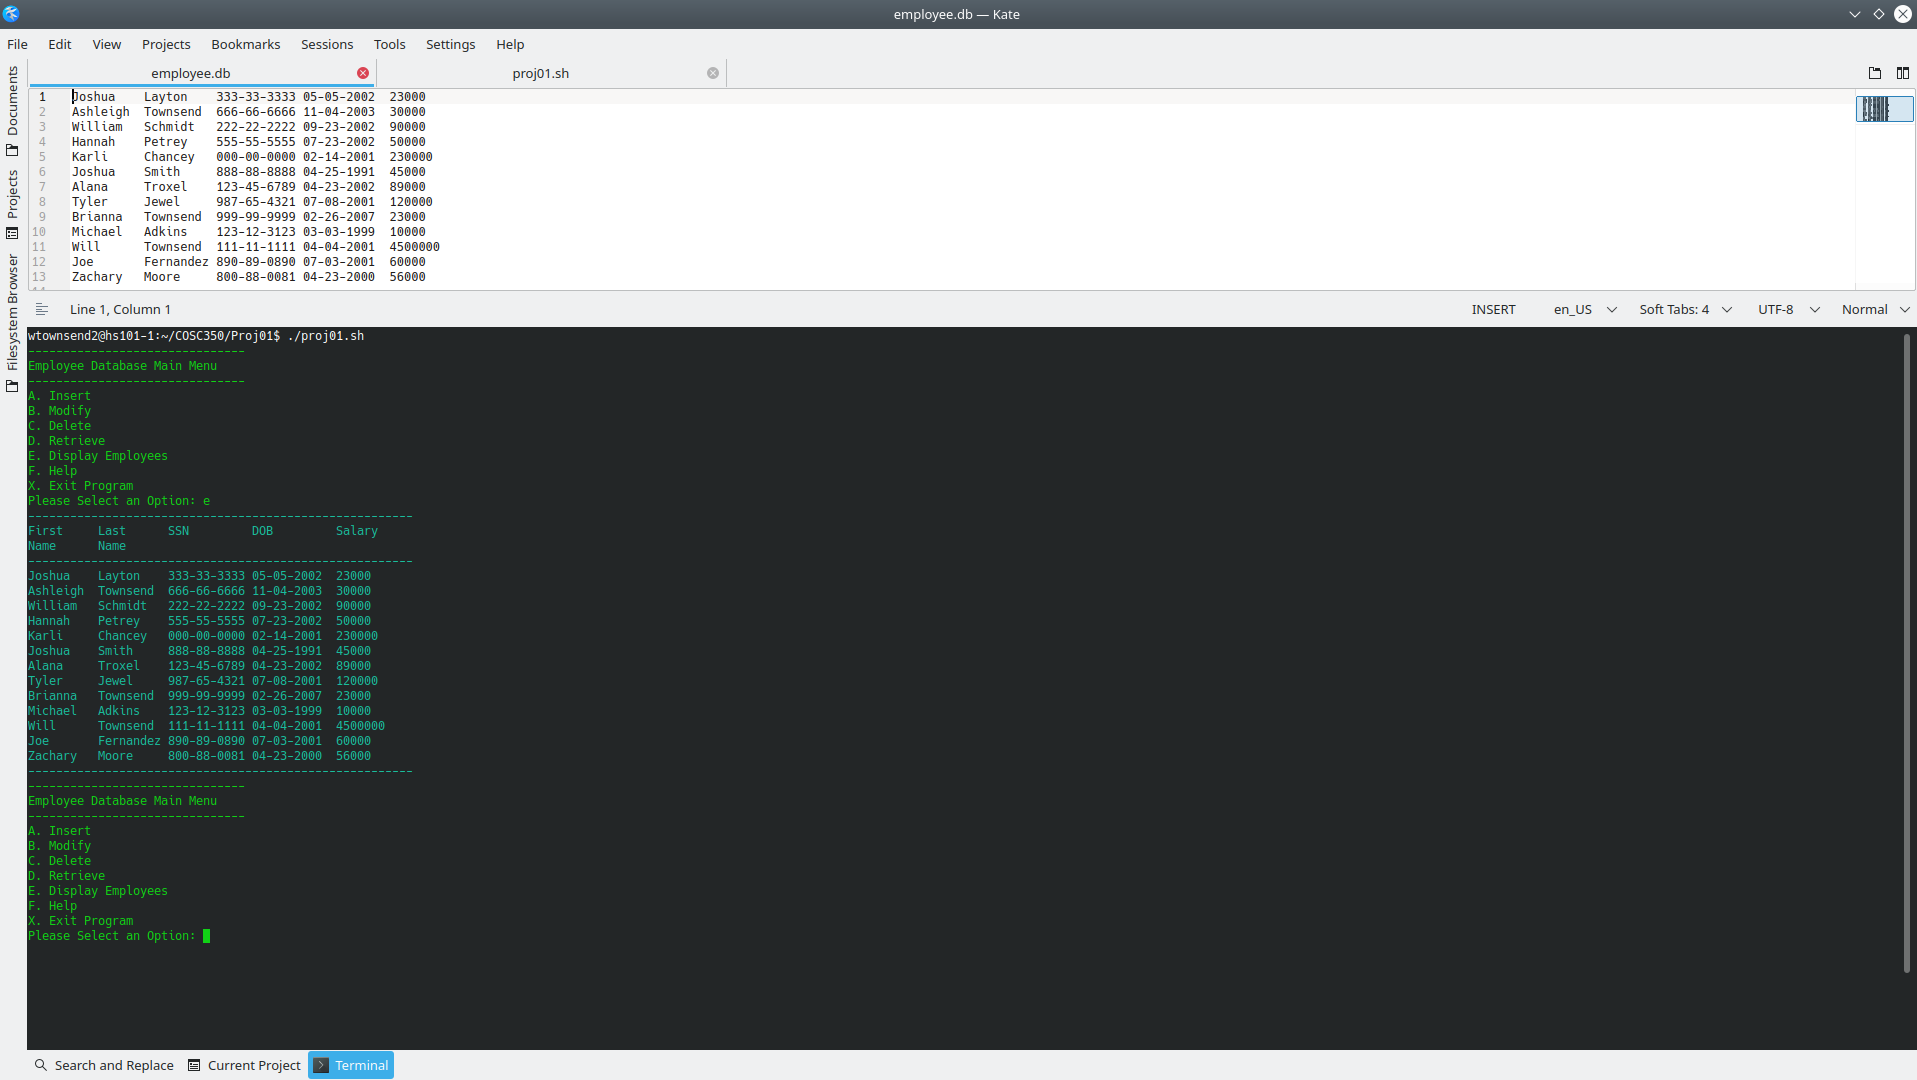 employee.db — Kate
File Edit View Projects Bookmarks Sessions Tools Settings Help
Documents
Projects
Filesystem Browser
employee.db proj01.sh
1 Joshua    Layton    333-33-3333 05-05-2002  23000
2 Ashleigh  Townsend  666-66-6666 11-04-2003  30000
3 William   Schmidt   222-22-2222 09-23-2002  90000
4 Hannah    Petrey    555-55-5555 07-23-2002  50000
5 Karli     Chancey   000-00-0000 02-14-2001  230000
6 Joshua    Smith     888-88-8888 04-25-1991  45000
7 Alana     Troxel    123-45-6789 04-23-2002  89000
8 Tyler     Jewel     987-65-4321 07-08-2001  120000
9 Brianna   Townsend  999-99-9999 02-26-2007  23000
10 Michael   Adkins    123-12-3123 03-03-1999  10000
11 Will      Townsend  111-11-1111 04-04-2001  4500000
12 Joe       Fernandez 890-89-0890 07-03-2001  60000
13 Zachary   Moore     800-88-0081 04-23-2000  56000
Line 1, Column 1 INSERT en_US Soft Tabs: 4 UTF-8 Normal
wtownsend2@hs101-1:~/COSC350/Proj01$ ./proj01.sh
-------------------------------
Employee Database Main Menu
-------------------------------
A. Insert
B. Modify
C. Delete
D. Retrieve
E. Display Employees
F. Help
X. Exit Program
Please Select an Option: e
-------------------------------------------------------
First     Last      SSN         DOB         Salary
Name      Name
-------------------------------------------------------
Joshua    Layton    333-33-3333 05-05-2002  23000
Ashleigh  Townsend  666-66-6666 11-04-2003  30000
William   Schmidt   222-22-2222 09-23-2002  90000
Hannah    Petrey    555-55-5555 07-23-2002  50000
Karli     Chancey   000-00-0000 02-14-2001  230000
Joshua    Smith     888-88-8888 04-25-1991  45000
Alana     Troxel    123-45-6789 04-23-2002  89000
Tyler     Jewel     987-65-4321 07-08-2001  120000
Brianna   Townsend  999-99-9999 02-26-2007  23000
Michael   Adkins    123-12-3123 03-03-1999  10000
Will      Townsend  111-11-1111 04-04-2001  4500000
Joe       Fernandez 890-89-0890 07-03-2001  60000
Zachary   Moore     800-88-0081 04-23-2000  56000
-------------------------------------------------------
-------------------------------
Employee Database Main Menu
-------------------------------
A. Insert
B. Modify
C. Delete
D. Retrieve
E. Display Employees
F. Help
X. Exit Program
Please Select an Option:
Search and Replace Current Project Terminal